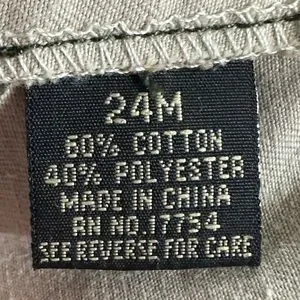 24M
60% COTTON
40% POLYESTER
MADE IN CHINA
RN NO.17754
SEE REVERSE FOR CARE